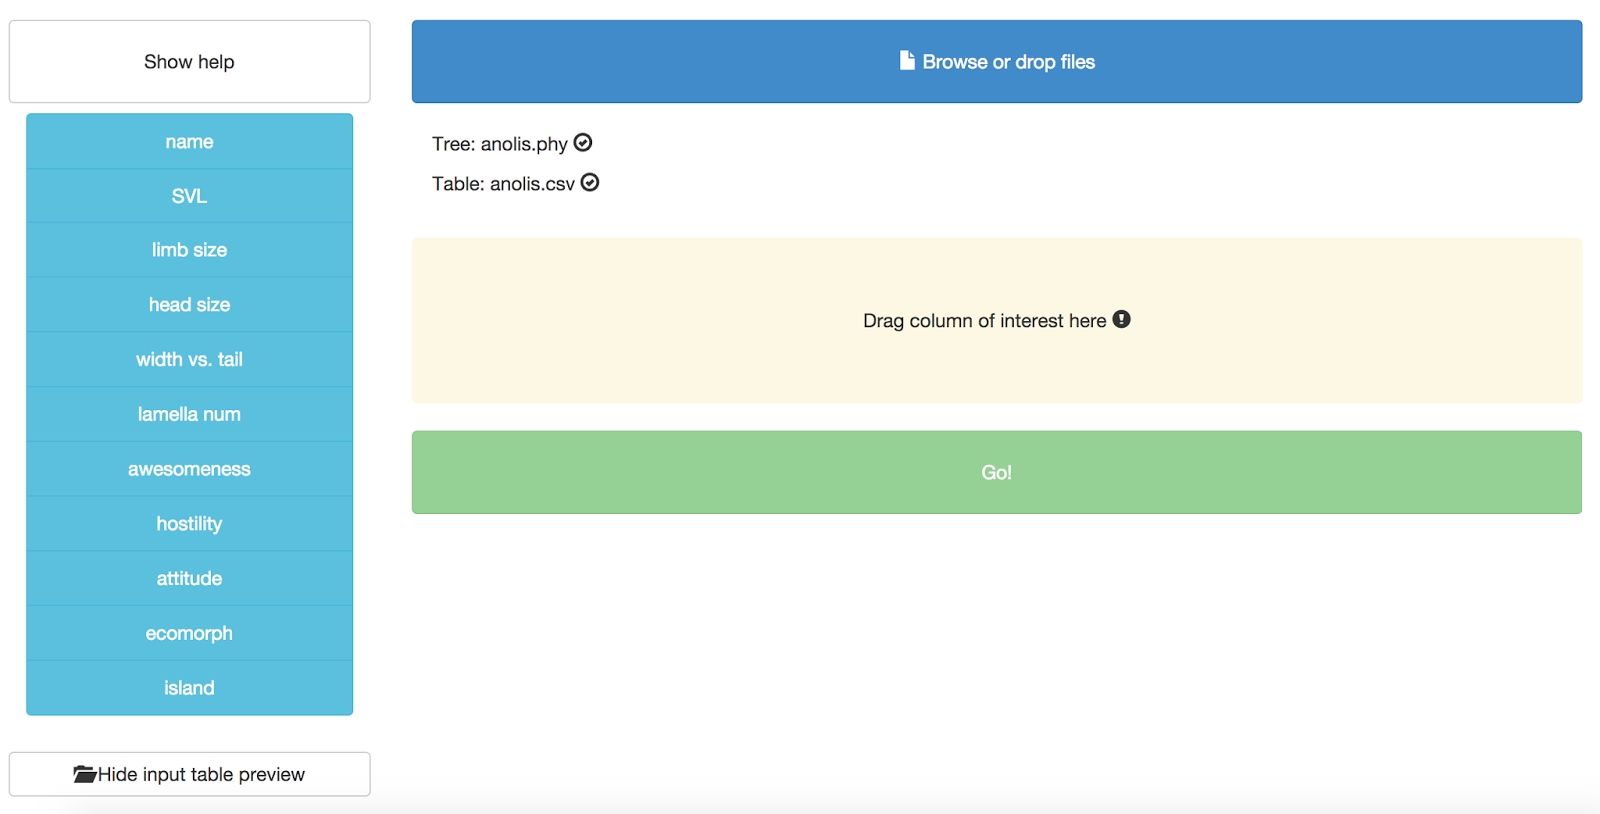 Show help
name
SVL
limb size
head size
width vs. tail
lamella num
awesomeness
hostility
attitude
ecomorph
island
Hide input table preview
Browse or drop files
Tree: anolis.phy
Table: anolis.csv
Drag column of interest here
Go!